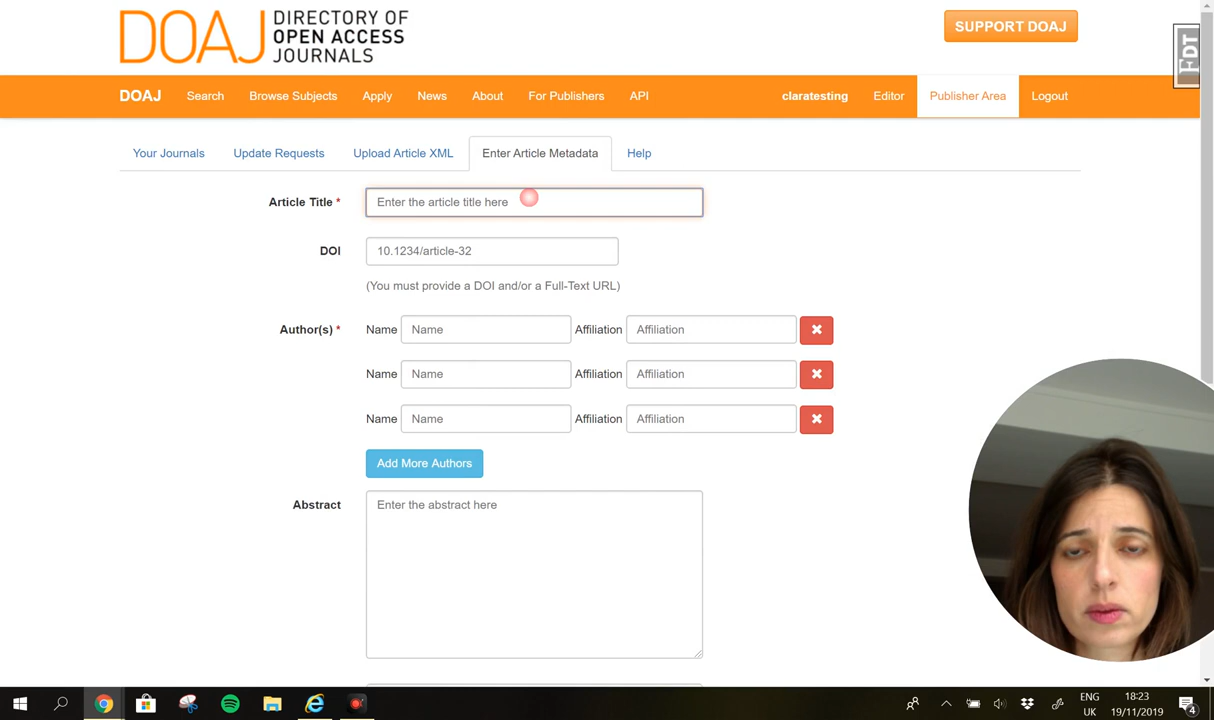 DOAJ DIRECTORY OF
OPEN ACCESS
JOURNALS
SUPPORT DOAJ
FDT
DOAJ Search Browse Subjects Apply News About For Publishers API claratesting Editor Publisher Area Logout
Your Journals Update Requests Upload Article XML Enter Article Metadata Help
Article Title * Enter the article title here
DOI 10.1234/article-32
(You must provide a DOI and/or a Full-Text URL)
Author(s) * Name Name Affiliation Affiliation
Name Name Affiliation Affiliation
Name Name Affiliation Affiliation
Add More Authors
Abstract Enter the abstract here
ENG 18:23
UK 19/11/2019 4